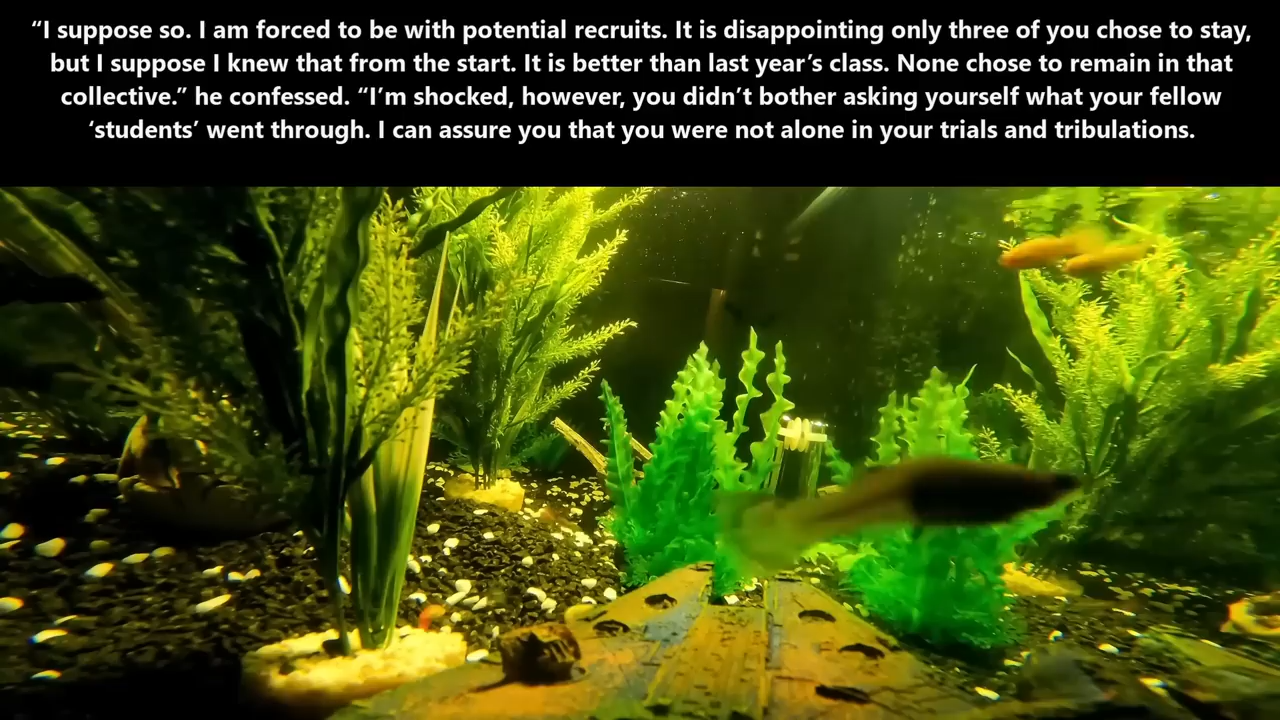 “I suppose so. I am forced to be with potential recruits. It is disappointing only three of you chose to stay,
but I suppose I knew that from the start. It is better than last year’s class. None chose to remain in that
collective.” he confessed. “I’m shocked, however, you didn’t bother asking yourself what your fellow
‘students’ went through. I can assure you that you were not alone in your trials and tribulations.